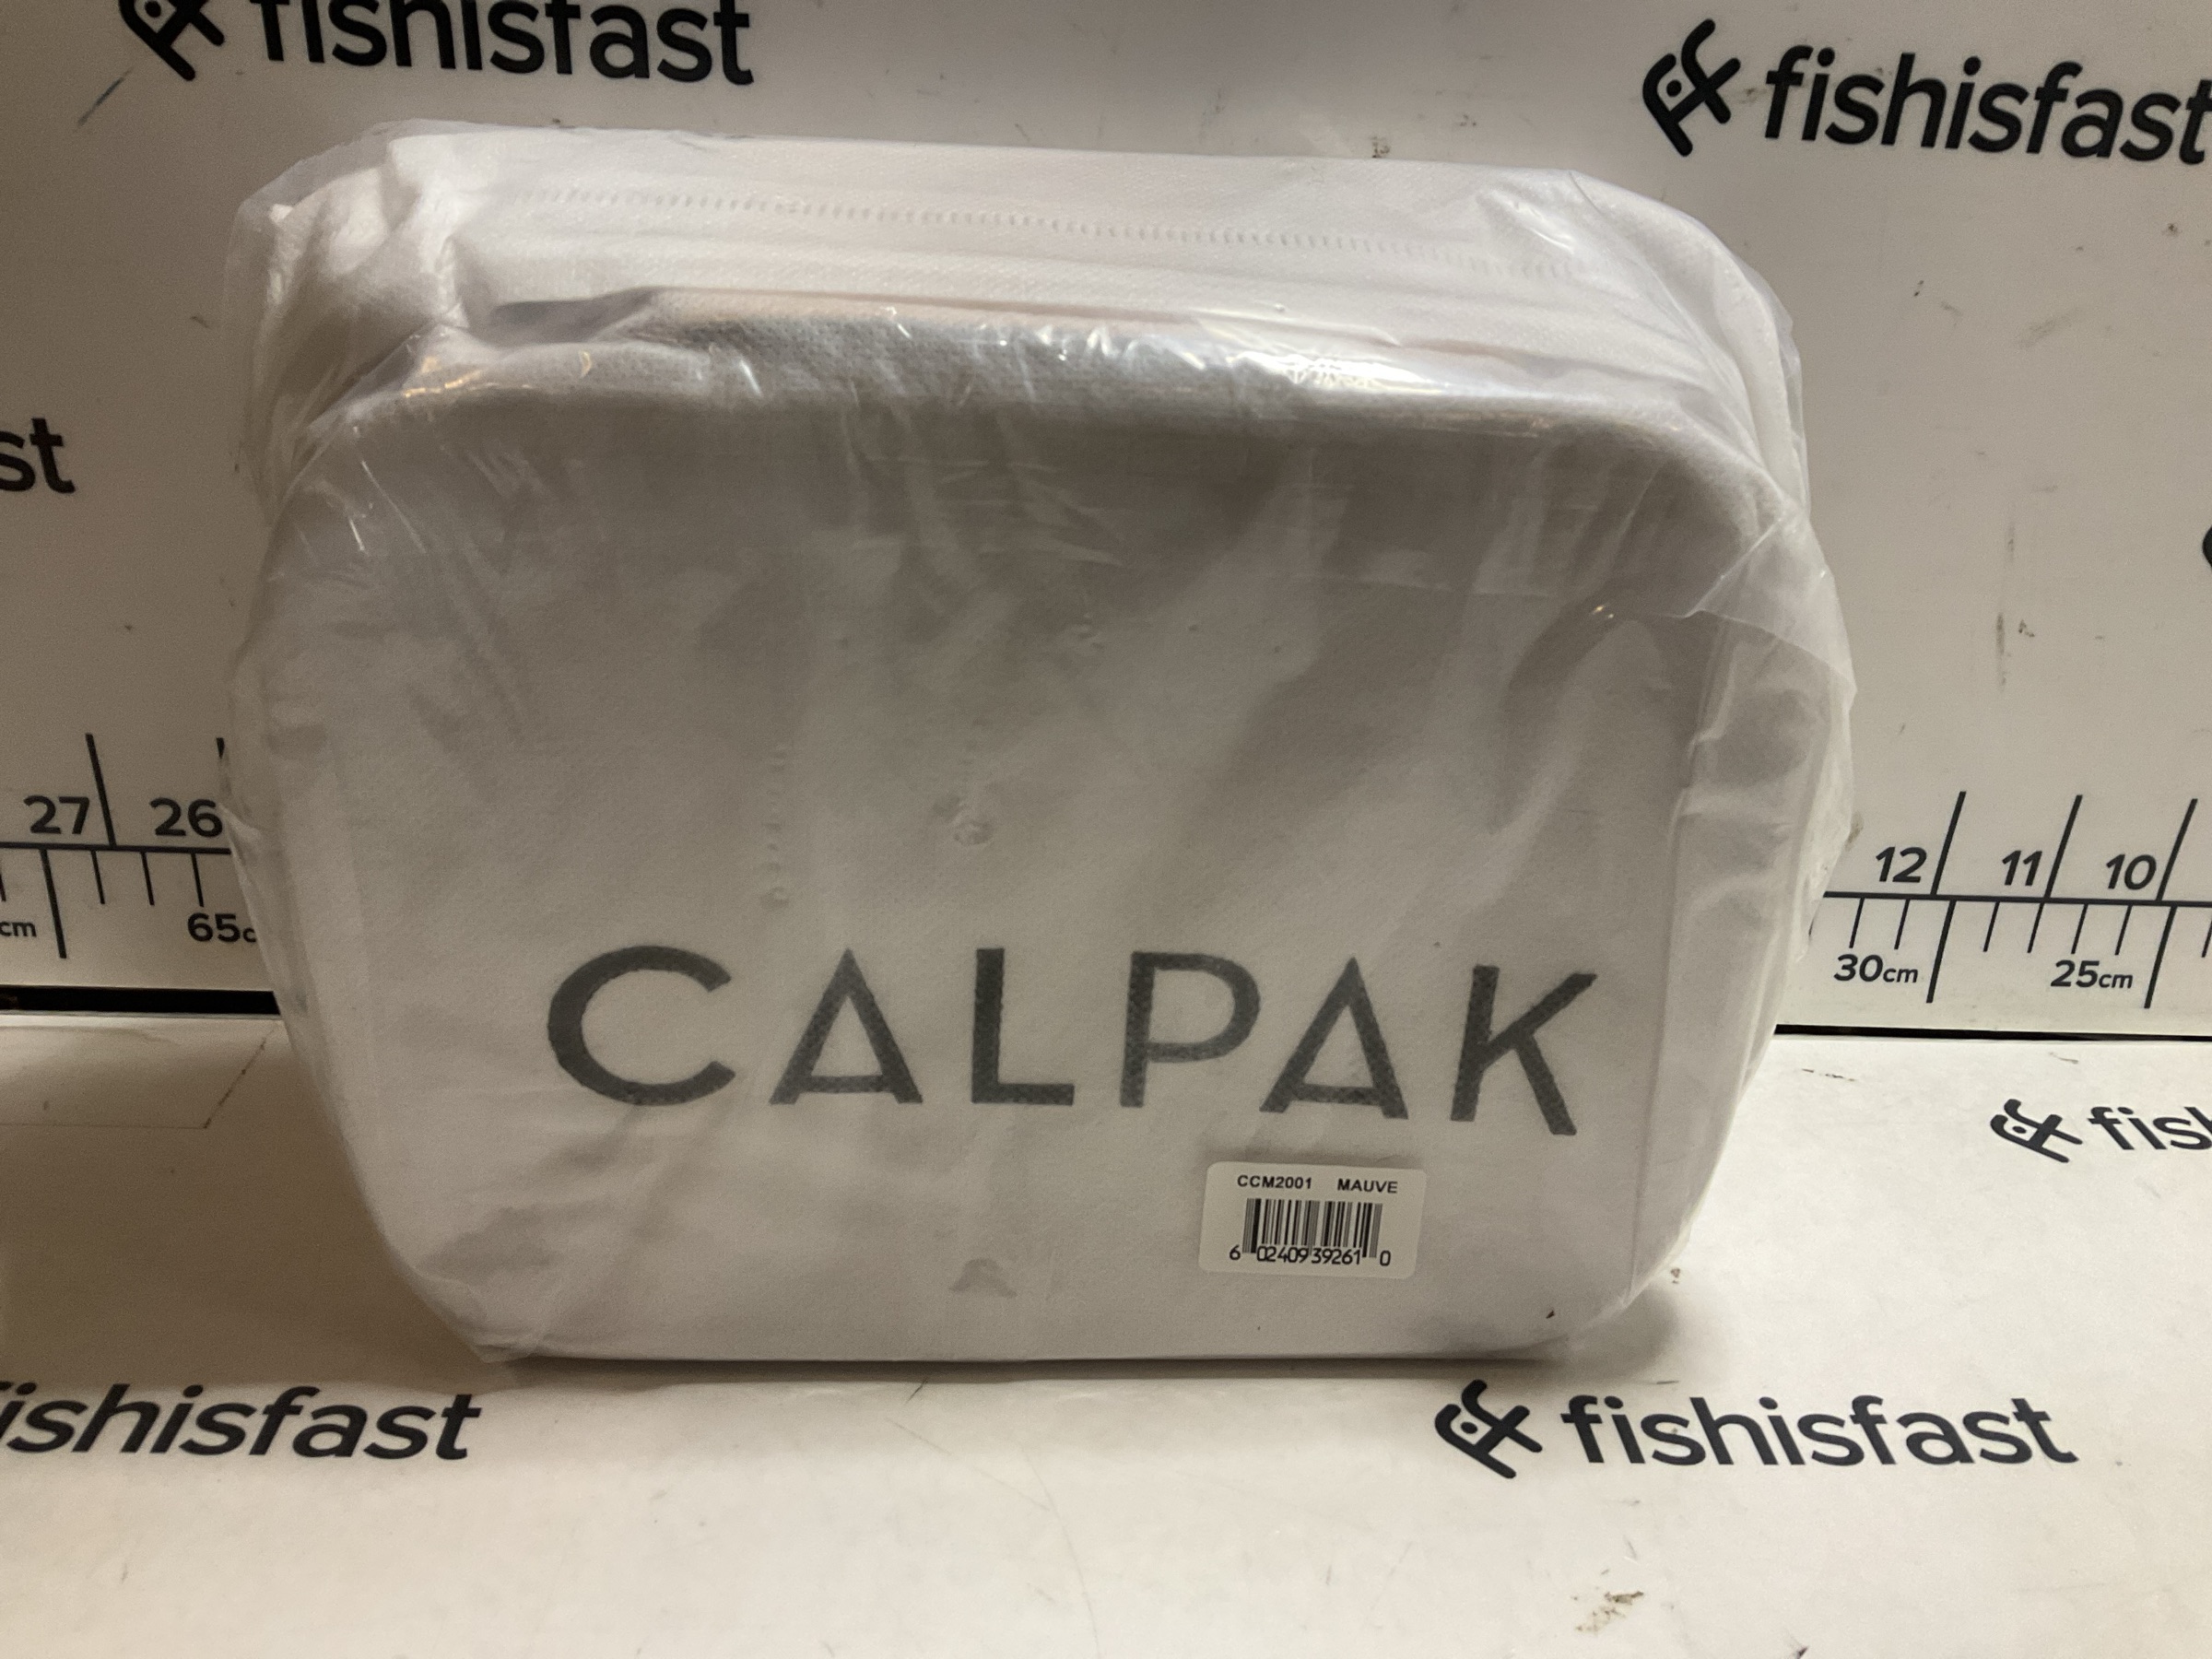 fishisfast
fishisfast
st
27 26
65c
cm
12 11 10
30cm
25cm
CALPAK
CCM2001 MAUVE
6 02409 39261 0
fis
ishisfast
fishisfast